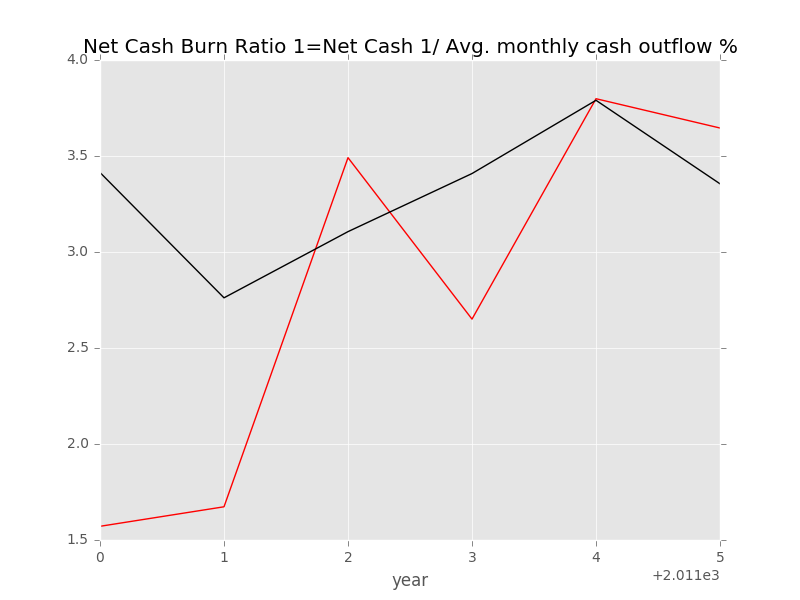 Net Cash Burn Ratio 1=Net Cash 1/ Avg. monthly cash outflow %
4.0
3.5
3.0
2.5
2.0
1.5
0 1 2 3 4 5
year
+2.011e3